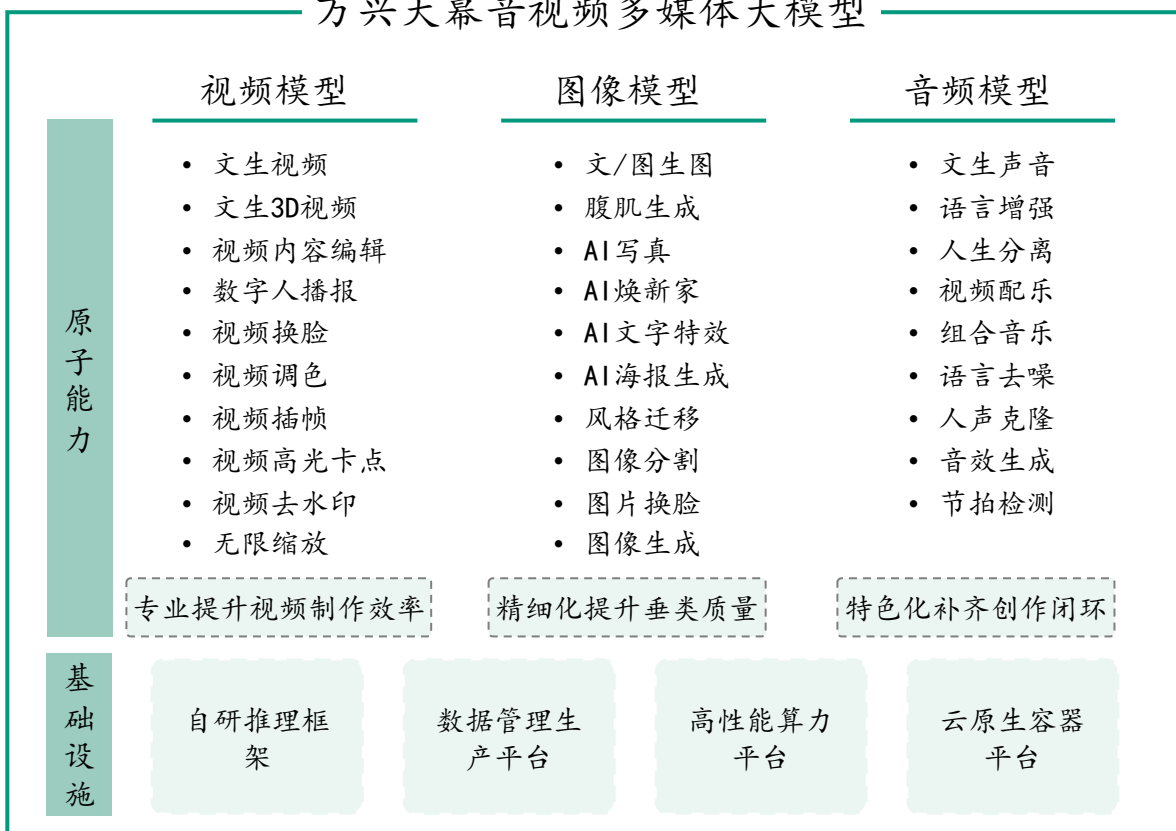 万兴天幕音视频多媒体大模型
视频模型
图像模型
音频模型
原子能力
• 文生视频
• 文生3D视频
• 视频内容编辑
• 数字人播报
• 视频换脸
• 视频调色
• 视频插帧
• 视频高光卡点
• 视频去水印
• 无限缩放
专业提升视频制作效率
• 文/图生图
• 腹肌生成
• AI写真
• AI焕新家
• AI文字特效
• AI海报生成
• 风格迁移
• 图像分割
• 图片换脸
• 图像生成
精细化提升垂类质量
• 文生声音
• 语言增强
• 人生分离
• 视频配乐
• 组合音乐
• 语言去噪
• 人声克隆
• 音效生成
• 节拍检测
特色化补齐创作闭环
基础设施
自研推理框
架
数据管理生
产平台
高性能算力
平台
云原生容器
平台